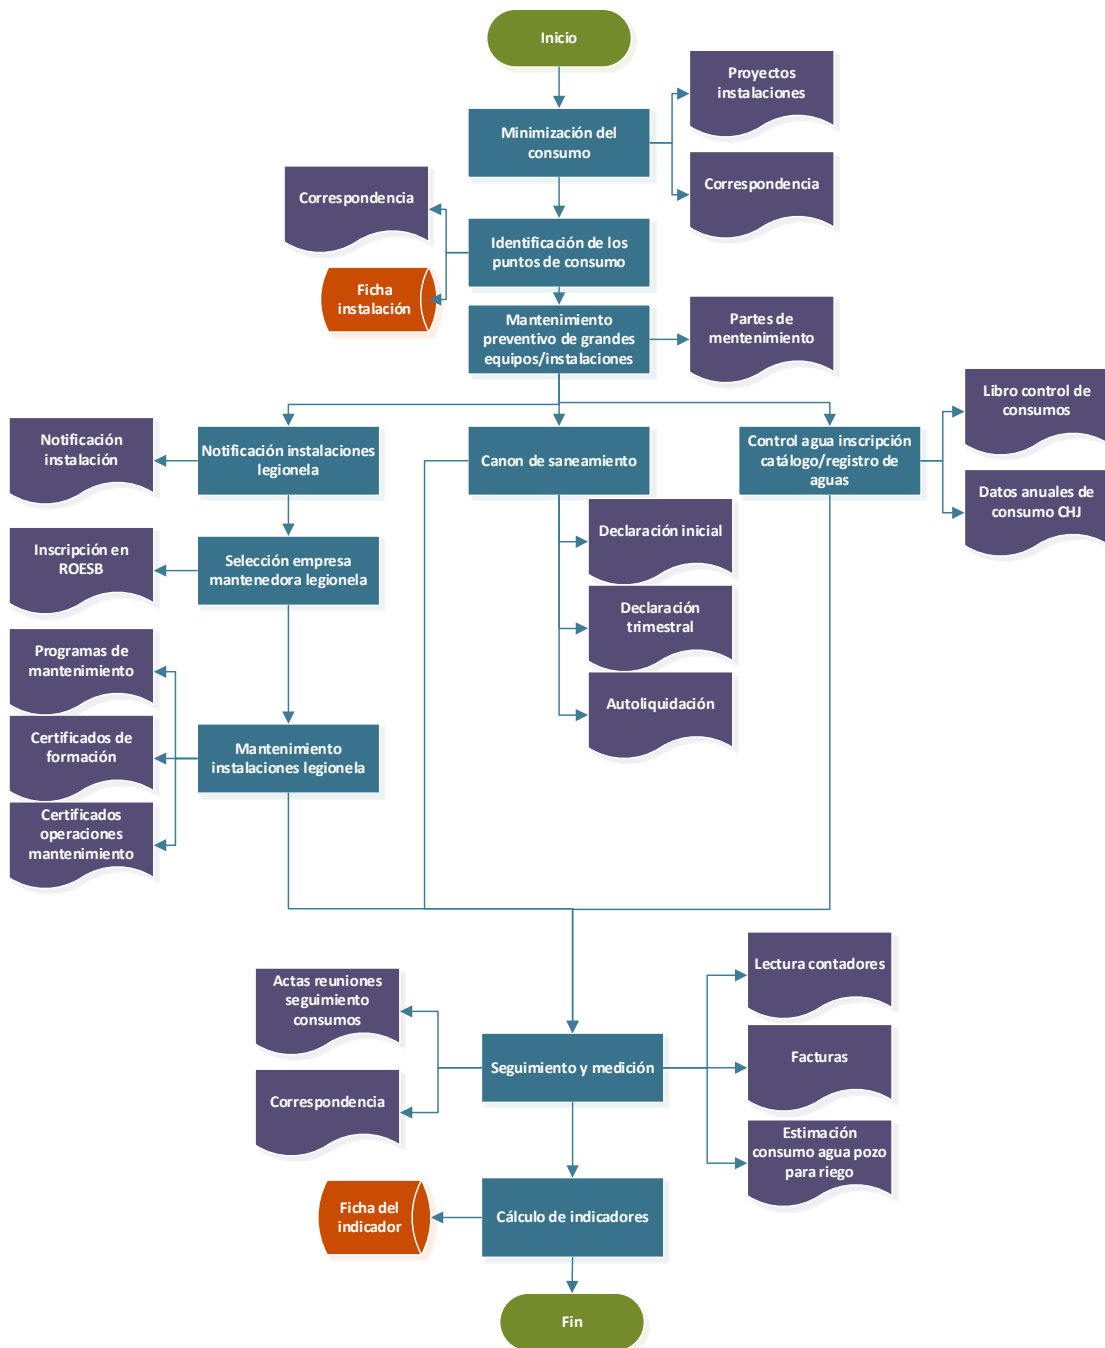 Inicio
Proyectos
instalaciones
Minimización del
consumo
Correspondencia
Correspondencia
Identificación de los
puntos de consumo
Ficha
instalación
Mantenimiento
preventivo de grandes
equipos/instalaciones
Partes de
mentenimiento
Libro control de
consumos
Notificación
instalación
Notificación instalaciones
legionela
Canon de saneamiento
Control agua inscripción
catálogo/registro de
aguas
Datos anuales de
consumo CHJ
Declaración inicial
Inscripción en
ROESB
Selección empresa
mantenedora legionela
Declaración
trimestral
Programas de
mantenimiento
Autoliquidación
Certificados de
formación
Mantenimiento
instalaciones legionela
Certificados
operaciones
mantenimiento
Lectura contadores
Actas reuniones
seguimiento
consumos
Seguimiento y medición
Facturas
Correspondencia
Estimación
consumo agua pozo
para riego
Ficha del
indicador
Cálculo de indicadores
Fin